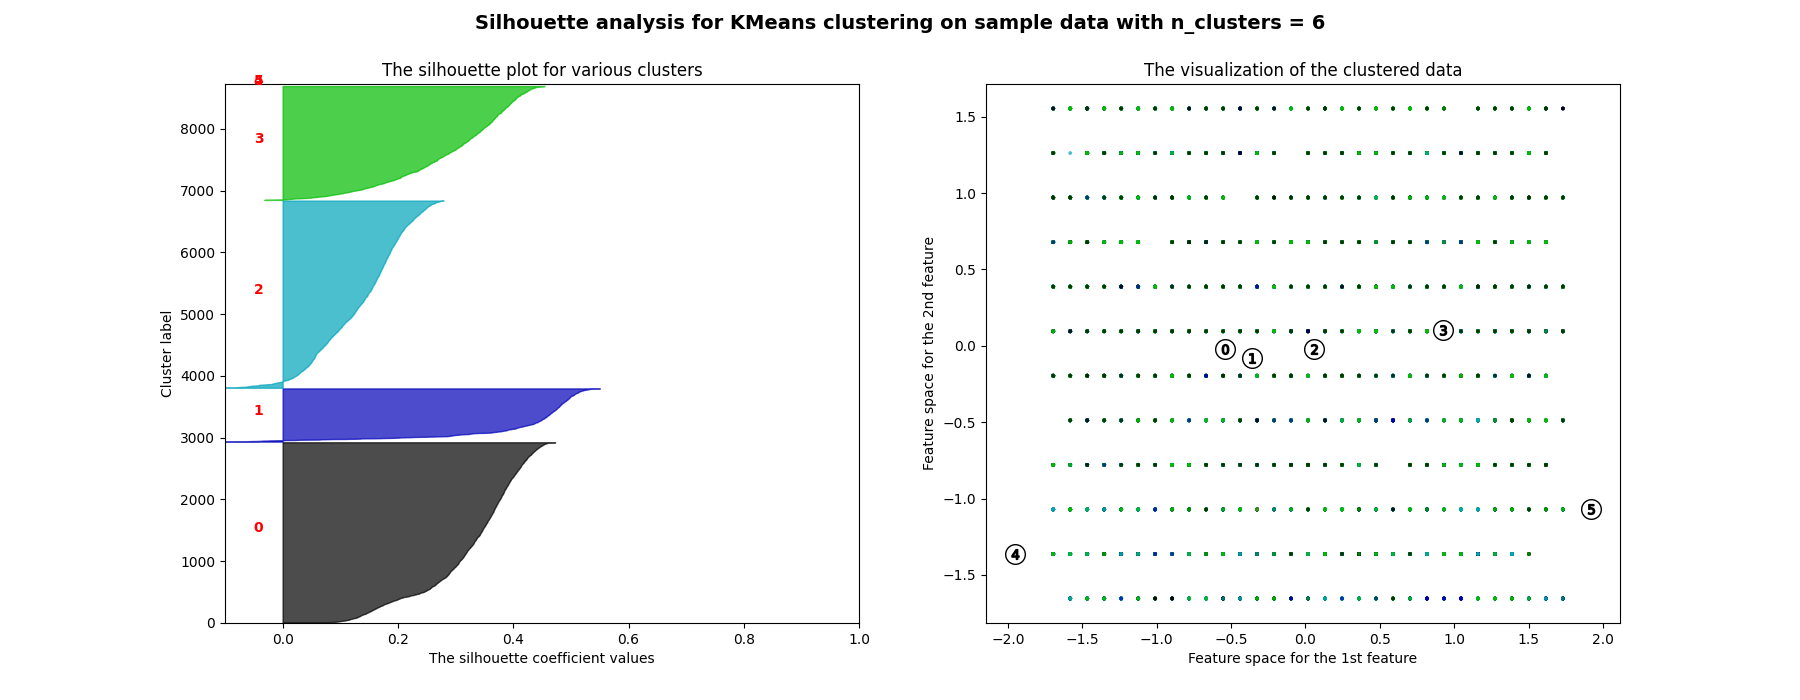 Silhouette analysis for KMeans clustering on sample data with n_clusters = 6
The silhouette plot for various clusters
3
2
1
0
8000
7000
6000
5000
4000
3000
2000
1000
0
Cluster label
0.0 0.2 0.4 0.6 0.8 1.0
The silhouette coefficient values
The visualization of the clustered data
1.5
1.0
0.5
0.0
−0.5
−1.0
−1.5
Feature space for the 2nd feature
3
0
2
1
5
4
−2.0 −1.5 −1.0 −0.5 0.0 0.5 1.0 1.5 2.0
Feature space for the 1st feature